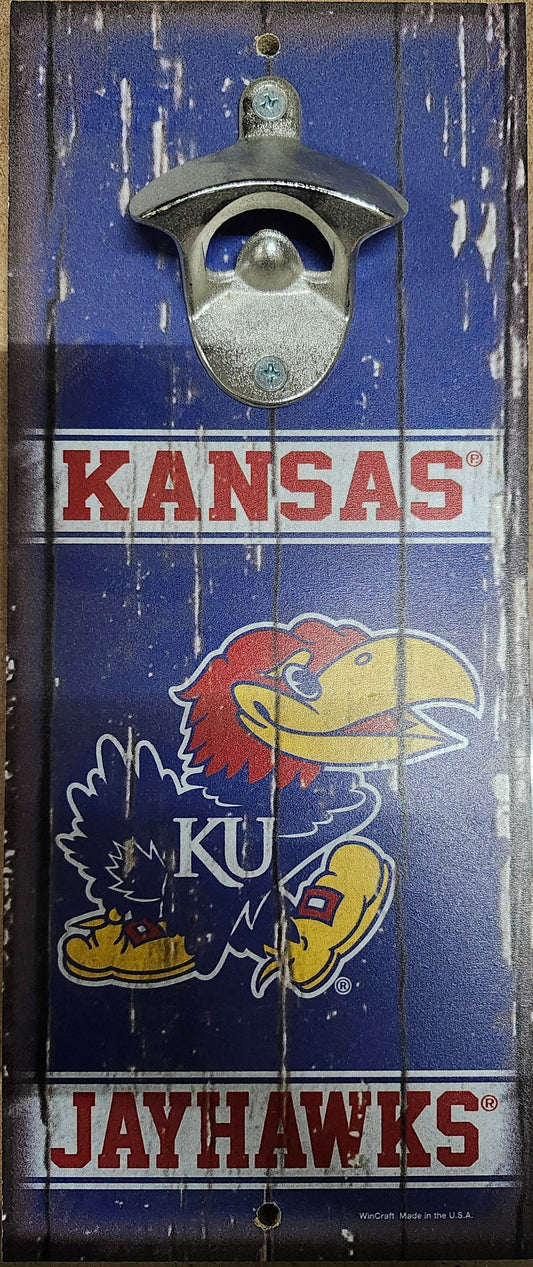 KANSAS℗
KU
®
JAYHAWKS®
WinCraft Made in the U.S.A.